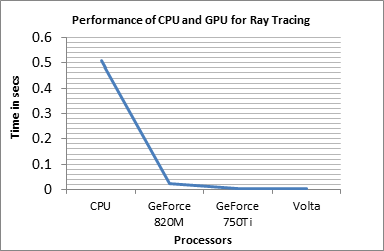 Performance of CPU and GPU for Ray Tracing
0.6
0.5
0.4
0.3
0.2
0.1
0
Time in secs
CPU GeForce GeForce Volta
820M 750Ti
Processors